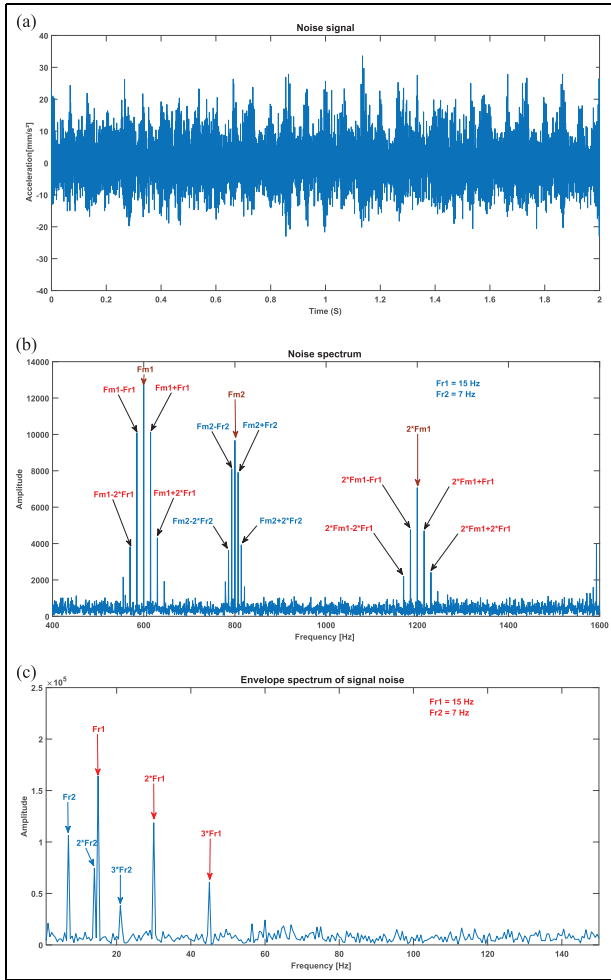 (a)
Noise signal
40
30
20
10
0
-10
-20
-30
-40
Acceleration[mm/s²]
0 0.2 0.4 0.6 0.8 1 1.2 1.4 1.6 1.8 2
Time (S)
(b)
Noise spectrum
14000
12000
10000
8000
6000
4000
2000
0
Amplitude
Fm1
Fm1-Fr1
Fm1+Fr1
Fm1-2*Fr1
Fm1+2*Fr1
Fm2
Fm2-Fr2
Fm2+Fr2
Fm2-2*Fr2
Fm2+2*Fr2
Fr1 = 15 Hz
Fr2 = 7 Hz
2*Fm1
2*Fm1-Fr1
2*Fm1+Fr1
2*Fm1-2*Fr1
2*Fm1+2*Fr1
400 600 800 1000 1200 1400 1600
Frequency [Hz]
(c)
Envelope spectrum of signal noise
×10⁵
2.5
2
1.5
1
0.5
0
Amplitude
Fr1 = 15 Hz
Fr2 = 7 Hz
Fr1
2*Fr1
Fr2
3*Fr1
2*Fr2
3*Fr2
20 40 60 80 100 120 140
Frequency [Hz]